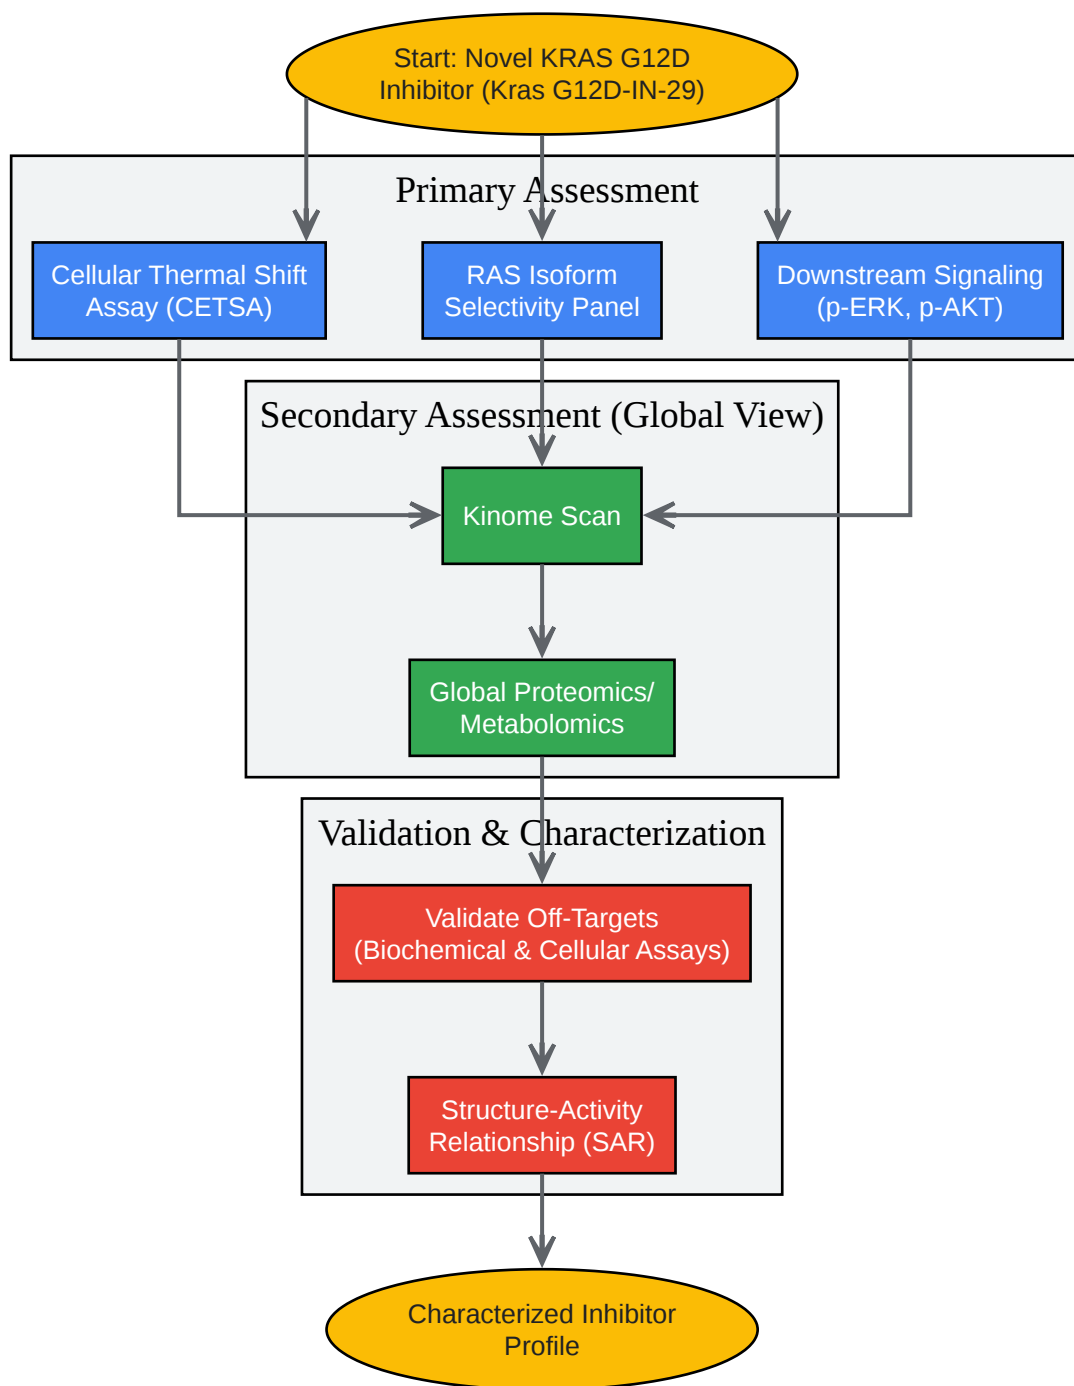 Start: Novel KRAS G12D
Inhibitor (Kras G12D-IN-29)
Primary Assessment
Cellular Thermal Shift
Assay (CETSA)
RAS Isoform
Selectivity Panel
Downstream Signaling
(p-ERK, p-AKT)
Secondary Assessment (Global View)
Kinome Scan
Global Proteomics/
Metabolomics
Validation & Characterization
Validate Off-Targets
(Biochemical & Cellular Assays)
Structure-Activity
Relationship (SAR)
Characterized Inhibitor
Profile